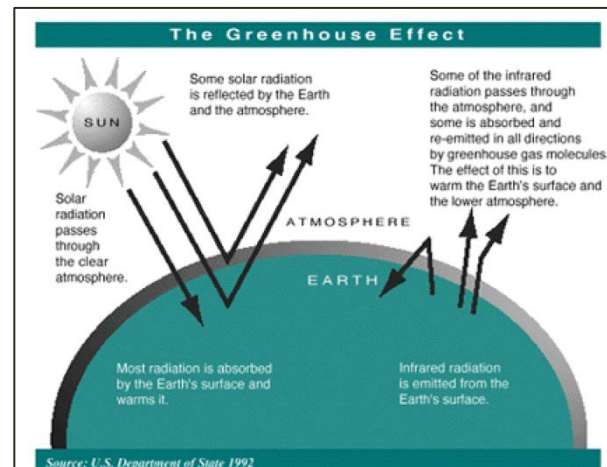 The Greenhouse Effect
SUN
Some solar radiation
is reflected by the Earth
and the atmosphere.
Some of the infrared
radiation passes through
the atmosphere, and
some is absorbed and
re-emitted in all directions
by greenhouse gas molecules.
The effect of this is to
warm the Earth's surface and
the lower atmosphere.
Solar
radiation
passes
through
the clear
atmosphere.
ATMOSPHERE
EARTH
Most radiation is absorbed
by the Earth's surface and
warms it.
Infrared radiation
is emitted from the
Earth's surface.
Source: U.S. Department of State 1992